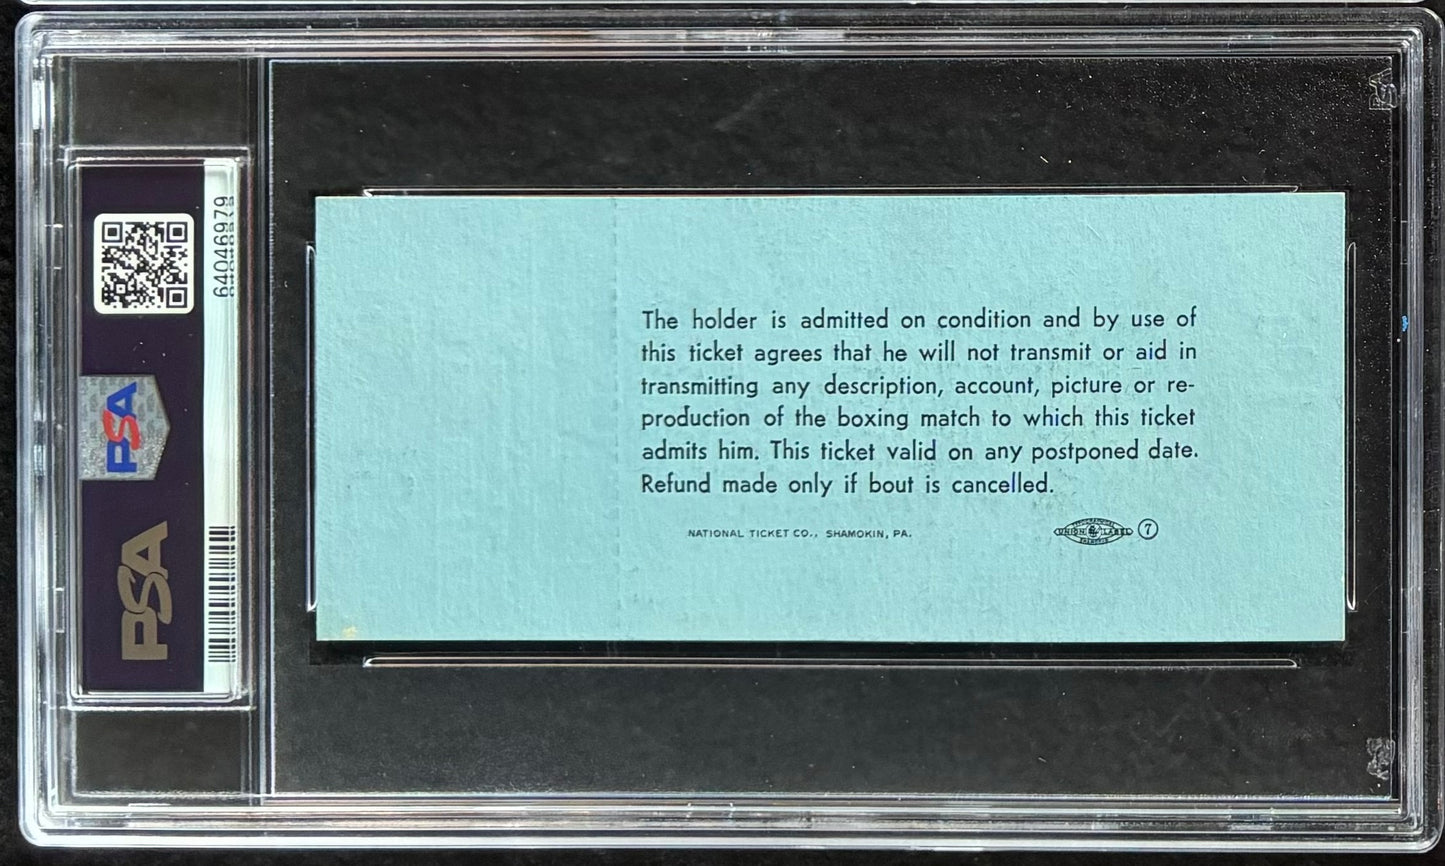 64046979
PSA
PSA
The holder is admitted on condition and by use of
this ticket agrees that he will not transmit or aid in
transmitting any description, account, picture or re-
production of the boxing match to which this ticket
admits him. This ticket valid on any postponed date.
Refund made only if bout is cancelled.
NATIONAL TICKET CO., SHAMOKIN, PA.
UNION LABEL
7
PSA